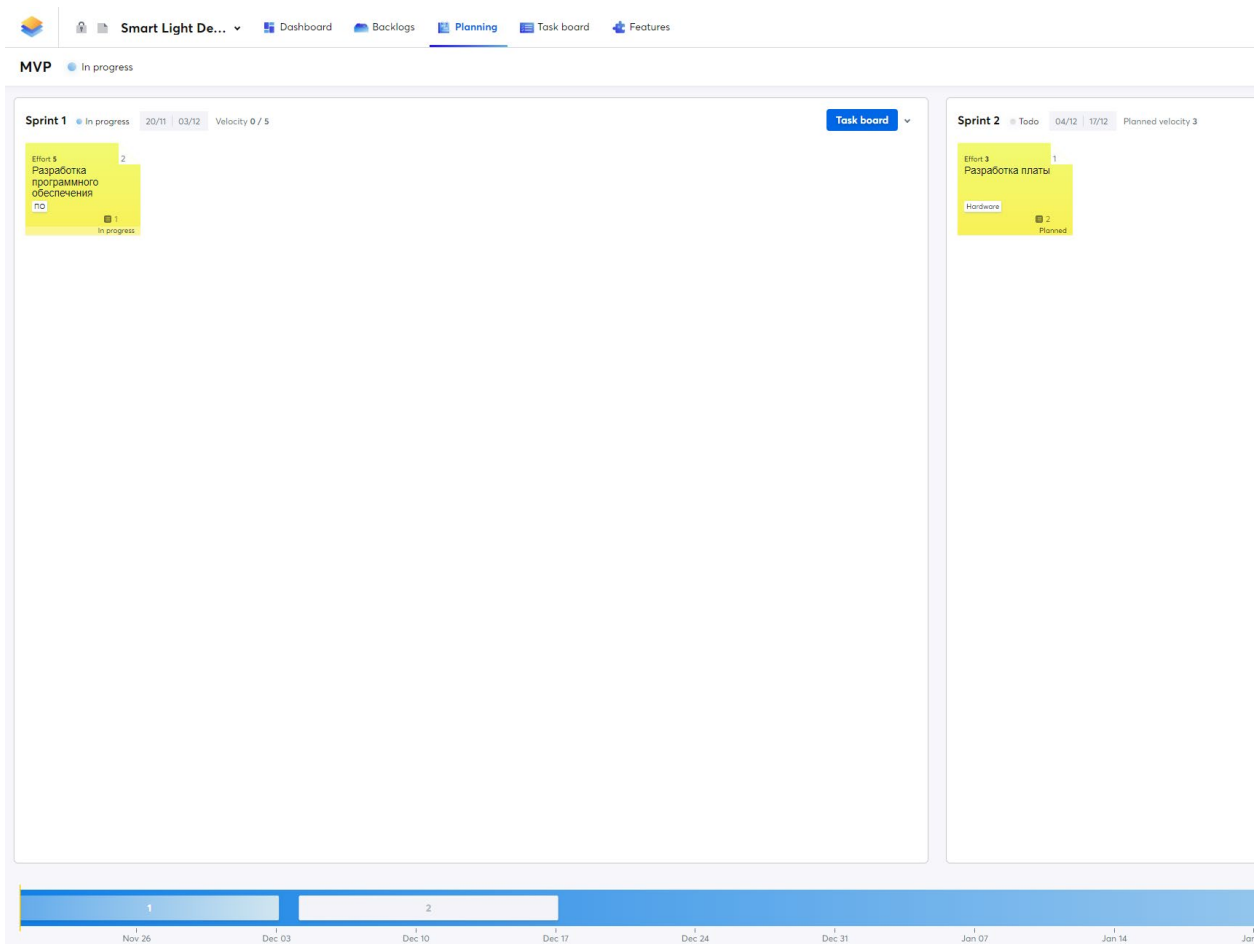 Smart Light De... Dashboard Backlogs Planning Task board Features
MVP In progress
Sprint 1 In progress 20/11 03/12 Velocity 0 / 5 Task board
Effort 5 2
Разработка
программного
обеспечения
ПО
1
In progress
Sprint 2 Todo 04/12 17/12 Planned velocity 3
Effort 3 1
Разработка платы
Hardware
2
Planned
1 2
Nov 26 Dec 03 Dec 10 Dec 17 Dec 24 Dec 31 Jan 07 Jan 14